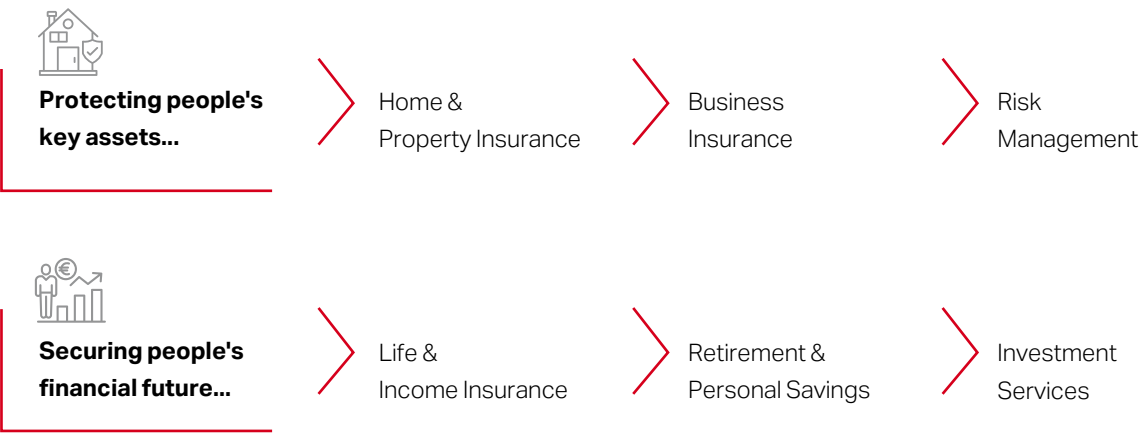 Protecting people's
key assets...
Home &
Property Insurance
Business
Insurance
Risk
Management
€
Securing people's
financial future...
Life &
Income Insurance
Retirement &
Personal Savings
Investment
Services